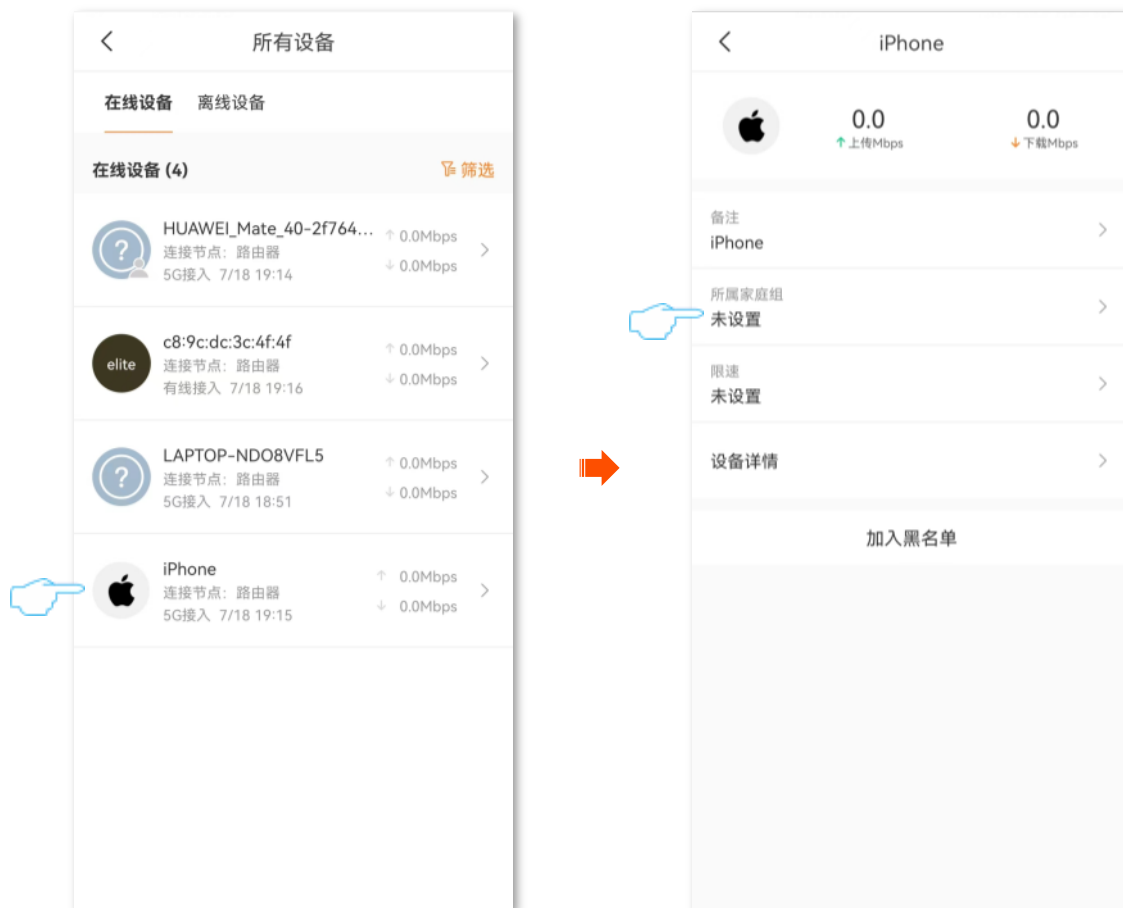 所有设备
在线设备 离线设备
在线设备 (4) 筛选
HUAWEI_Mate_40-2f764... ↑ 0.0Mbps
连接节点：路由器 ↓ 0.0Mbps
5G接入 7/18 19:14
elite
c8:9c:dc:3c:4f:4f ↑ 0.0Mbps
连接节点：路由器 ↓ 0.0Mbps
有线接入 7/18 19:16
LAPTOP-NDO8VFL5 ↑ 0.0Mbps
连接节点：路由器 ↓ 0.0Mbps
5G接入 7/18 18:51
iPhone ↑ 0.0Mbps
连接节点：路由器 ↓ 0.0Mbps
5G接入 7/18 19:15
iPhone
0.0 0.0
↑上传Mbps ↓下载Mbps
备注
iPhone
所属家庭组
未设置
限速
未设置
设备详情
加入黑名单